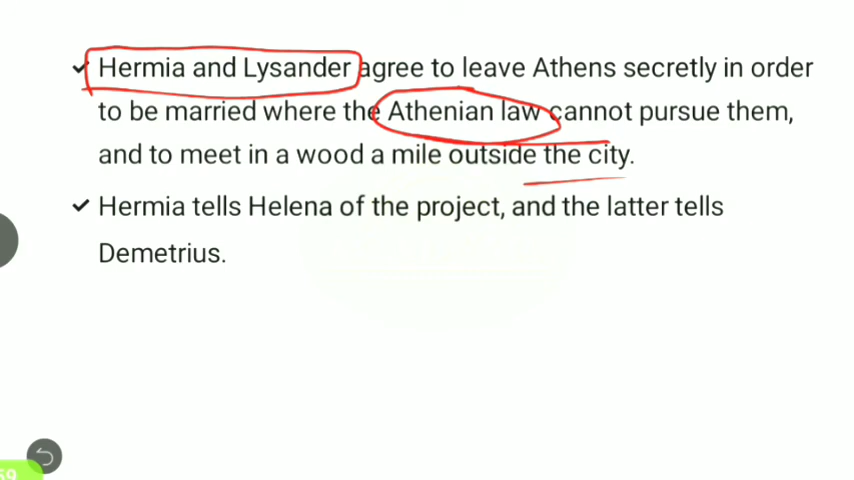 ✔ Hermia and Lysander agree to leave Athens secretly in order
to be married where the Athenian law cannot pursue them,
and to meet in a wood a mile outside the city.
✔ Hermia tells Helena of the project, and the latter tells
Demetrius.
59